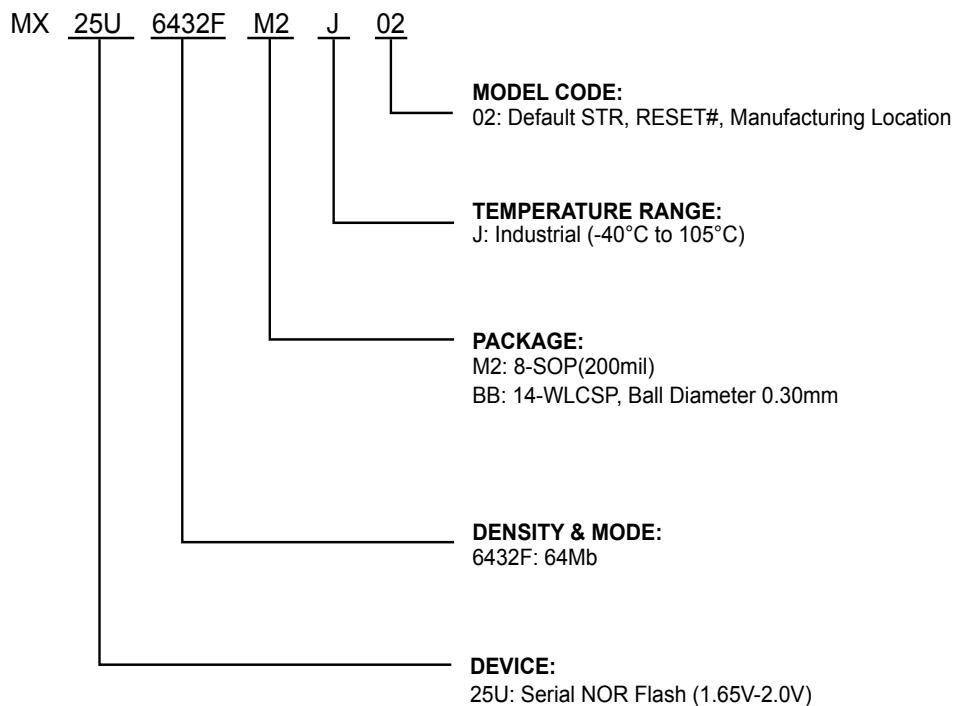 MX 25U 6432F M2 J 02
MODEL CODE:
02: Default STR, RESET#, Manufacturing Location
TEMPERATURE RANGE:
J: Industrial (-40°C to 105°C)
PACKAGE:
M2: 8-SOP(200mil)
BB: 14-WLCSP, Ball Diameter 0.30mm
DENSITY & MODE:
6432F: 64Mb
DEVICE:
25U: Serial NOR Flash (1.65V-2.0V)